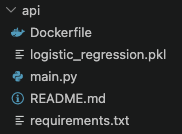 api
Dockerfile
logistic_regression.pkl
main.py
README.md
requirements.txt